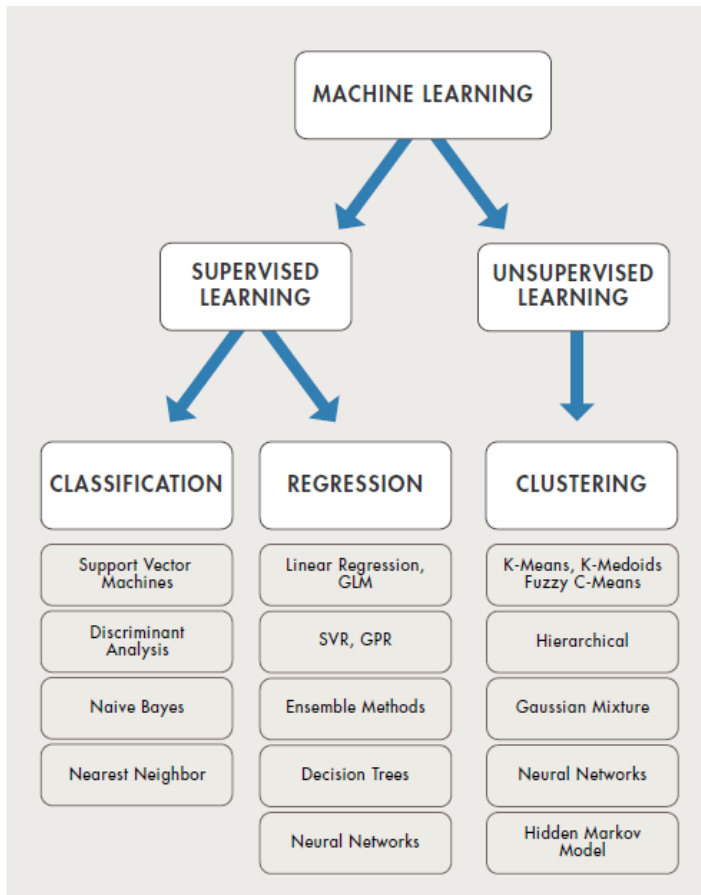 MACHINE LEARNING
SUPERVISED
LEARNING
UNSUPERVISED
LEARNING
CLASSIFICATION
Support Vector
Machines
Discriminant
Analysis
Naive Bayes
Nearest Neighbor
REGRESSION
Linear Regression,
GLM
SVR, GPR
Ensemble Methods
Decision Trees
Neural Networks
CLUSTERING
K-Means, K-Medoids
Fuzzy C-Means
Hierarchical
Gaussian Mixture
Neural Networks
Hidden Markov
Model